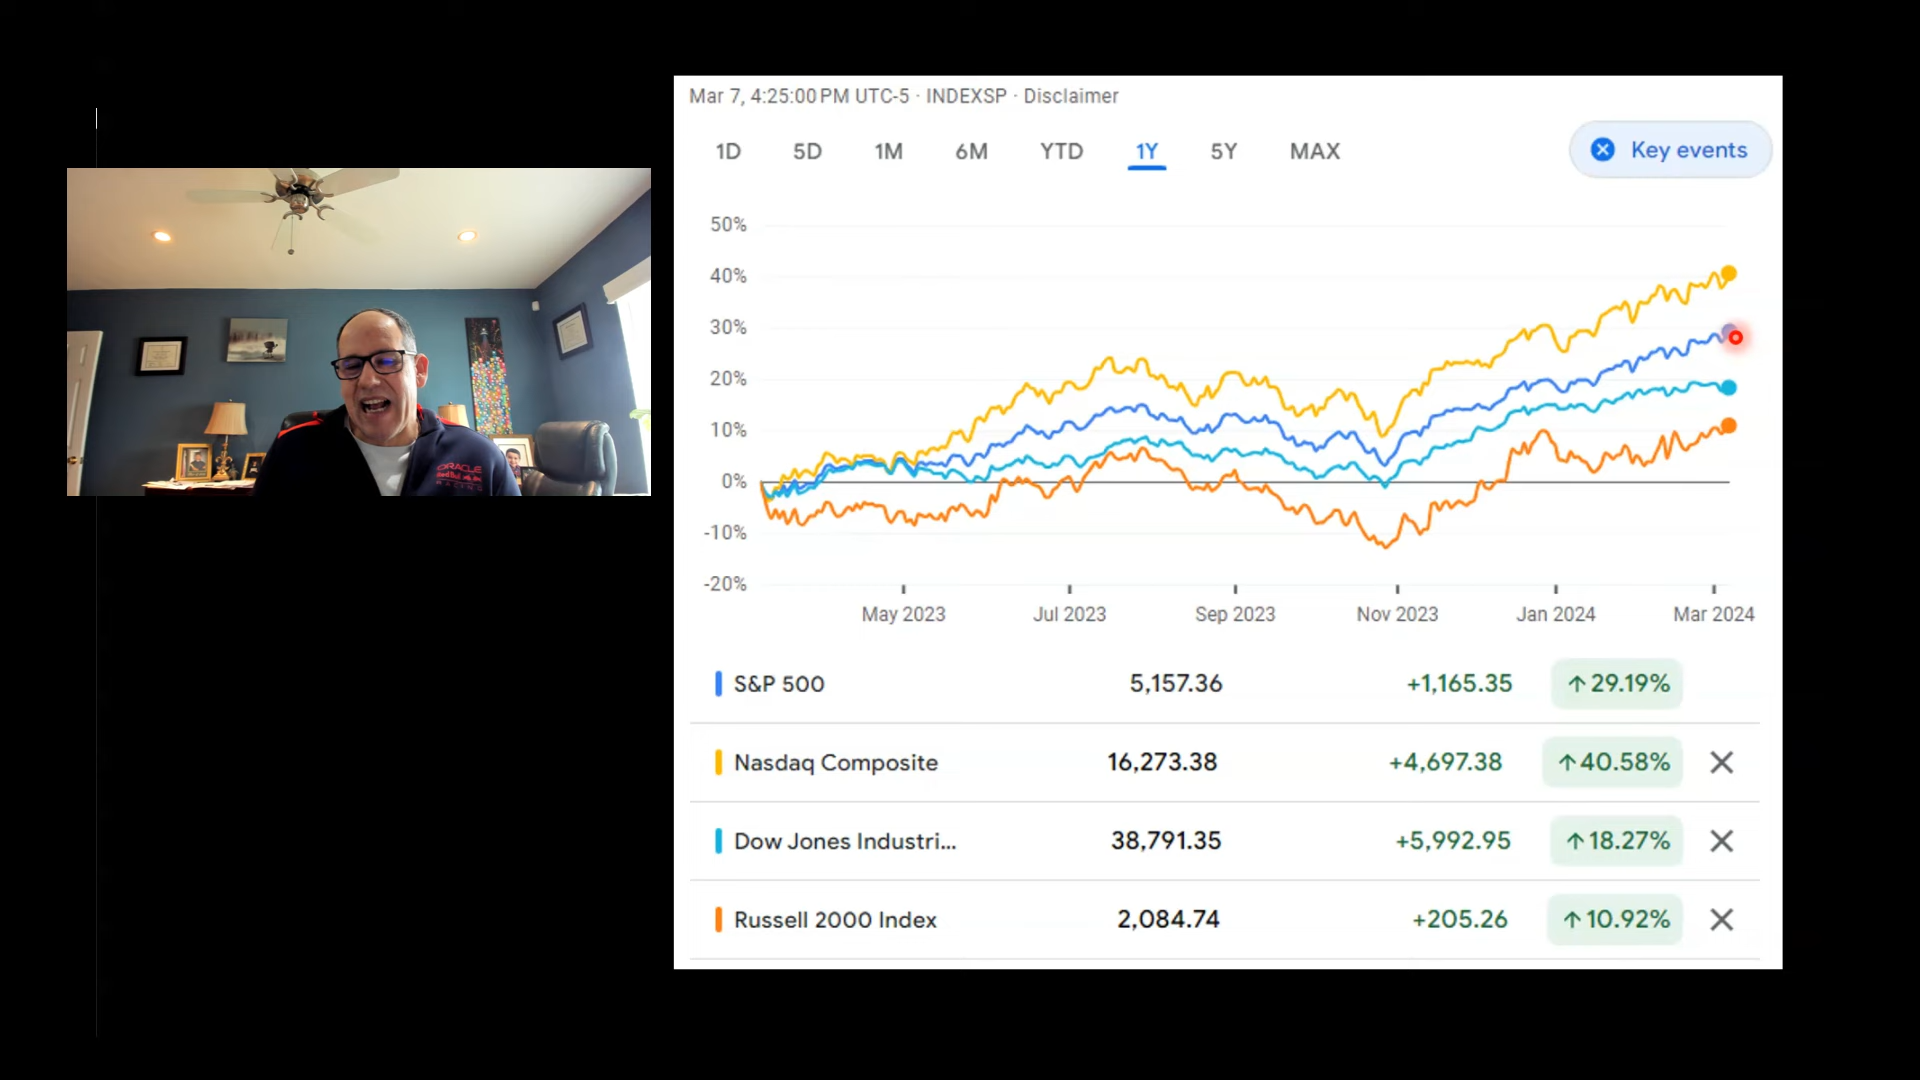 Mar 7, 4:25:00 PM UTC-5 · INDEXSP · Disclaimer
1D 5D 1M 6M YTD 1Y 5Y MAX
Key events
50%
40%
30%
20%
10%
0%
-10%
-20%
May 2023 Jul 2023 Sep 2023 Nov 2023 Jan 2024 Mar 2024
S&P 500 5,157.36 +1,165.35 ↑29.19%
Nasdaq Composite 16,273.38 +4,697.38 ↑40.58%
Dow Jones Industri... 38,791.35 +5,992.95 ↑18.27%
Russell 2000 Index 2,084.74 +205.26 ↑10.92%
ORACLE
Red Bull
RACING